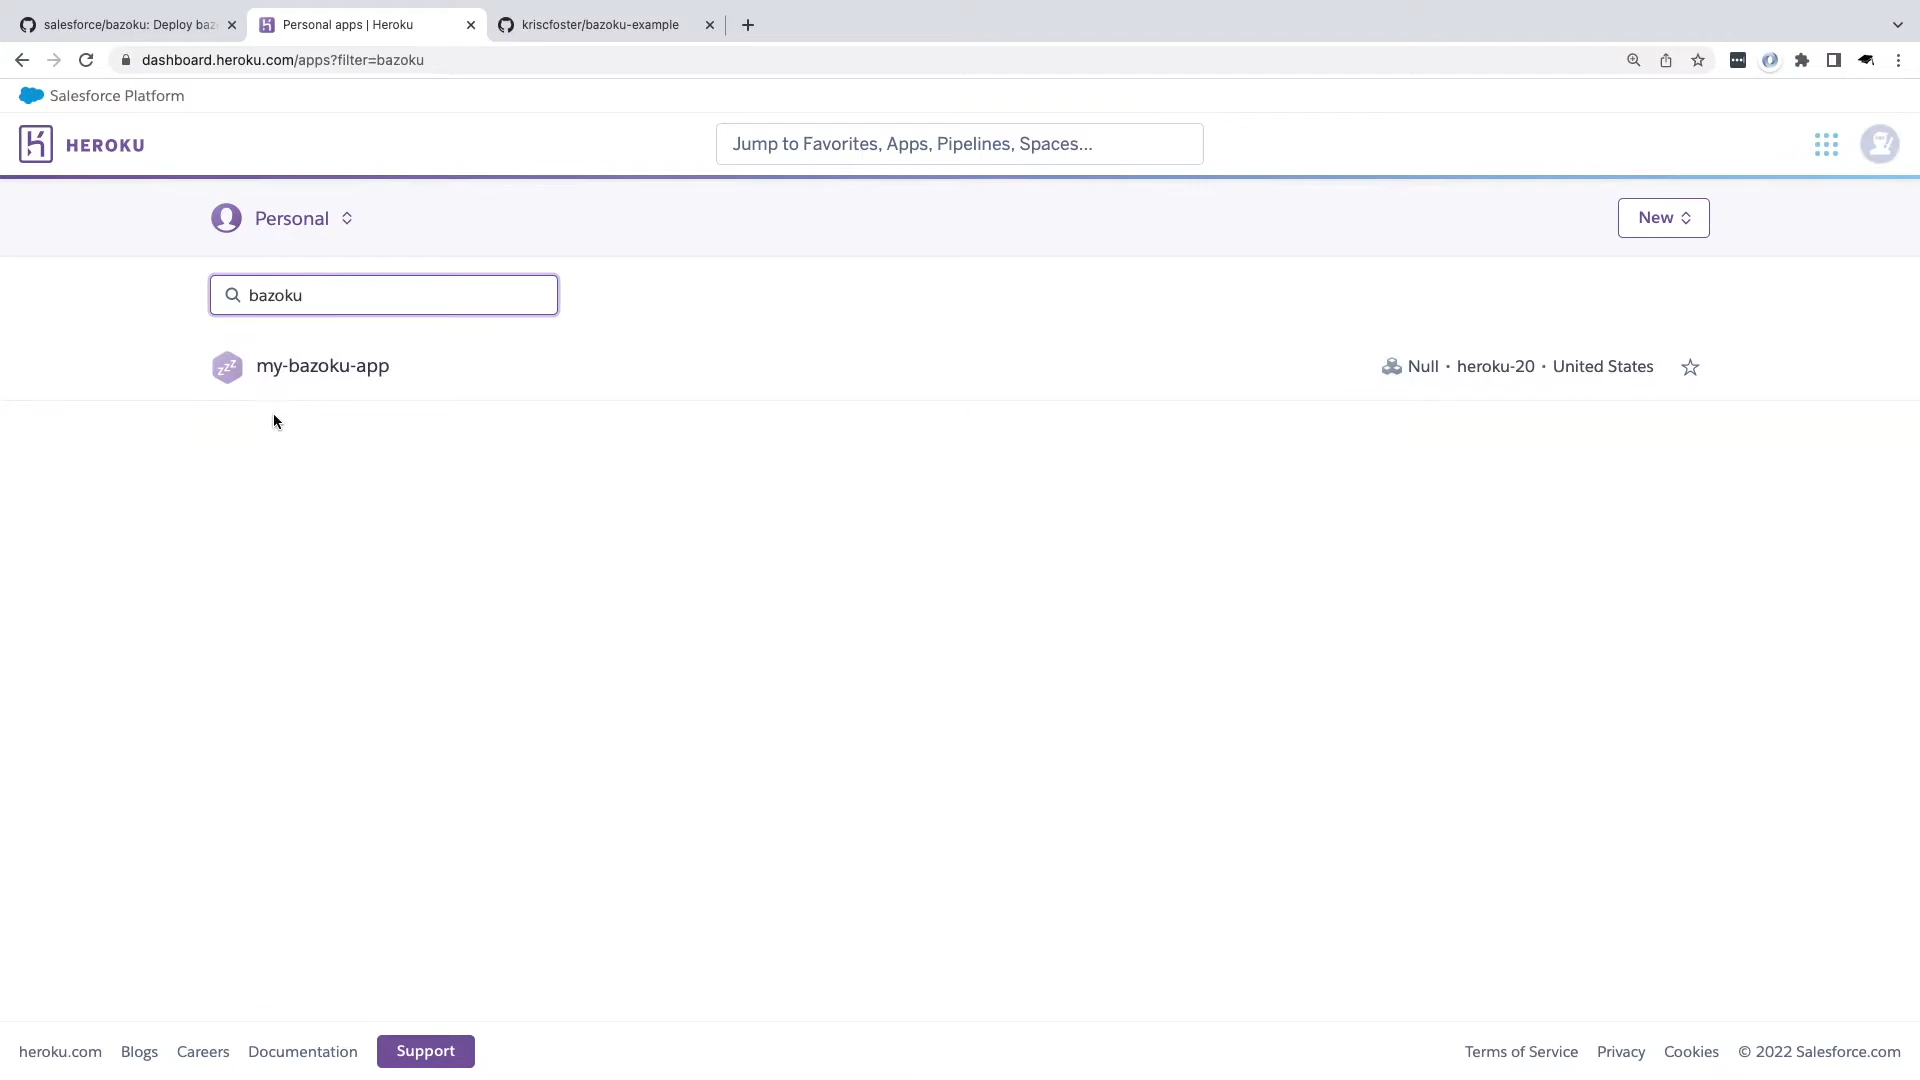 salesforce/bazoku: Deploy baz
Personal apps | Heroku
kriscfoster/bazoku-example
dashboard.heroku.com/apps?filter=bazoku
Salesforce Platform
HEROKU
Jump to Favorites, Apps, Pipelines, Spaces...
Personal
New
bazoku
zzz
my-bazoku-app
Null · heroku-20 · United States
heroku.com Blogs Careers Documentation Support
Terms of Service Privacy Cookies © 2022 Salesforce.com